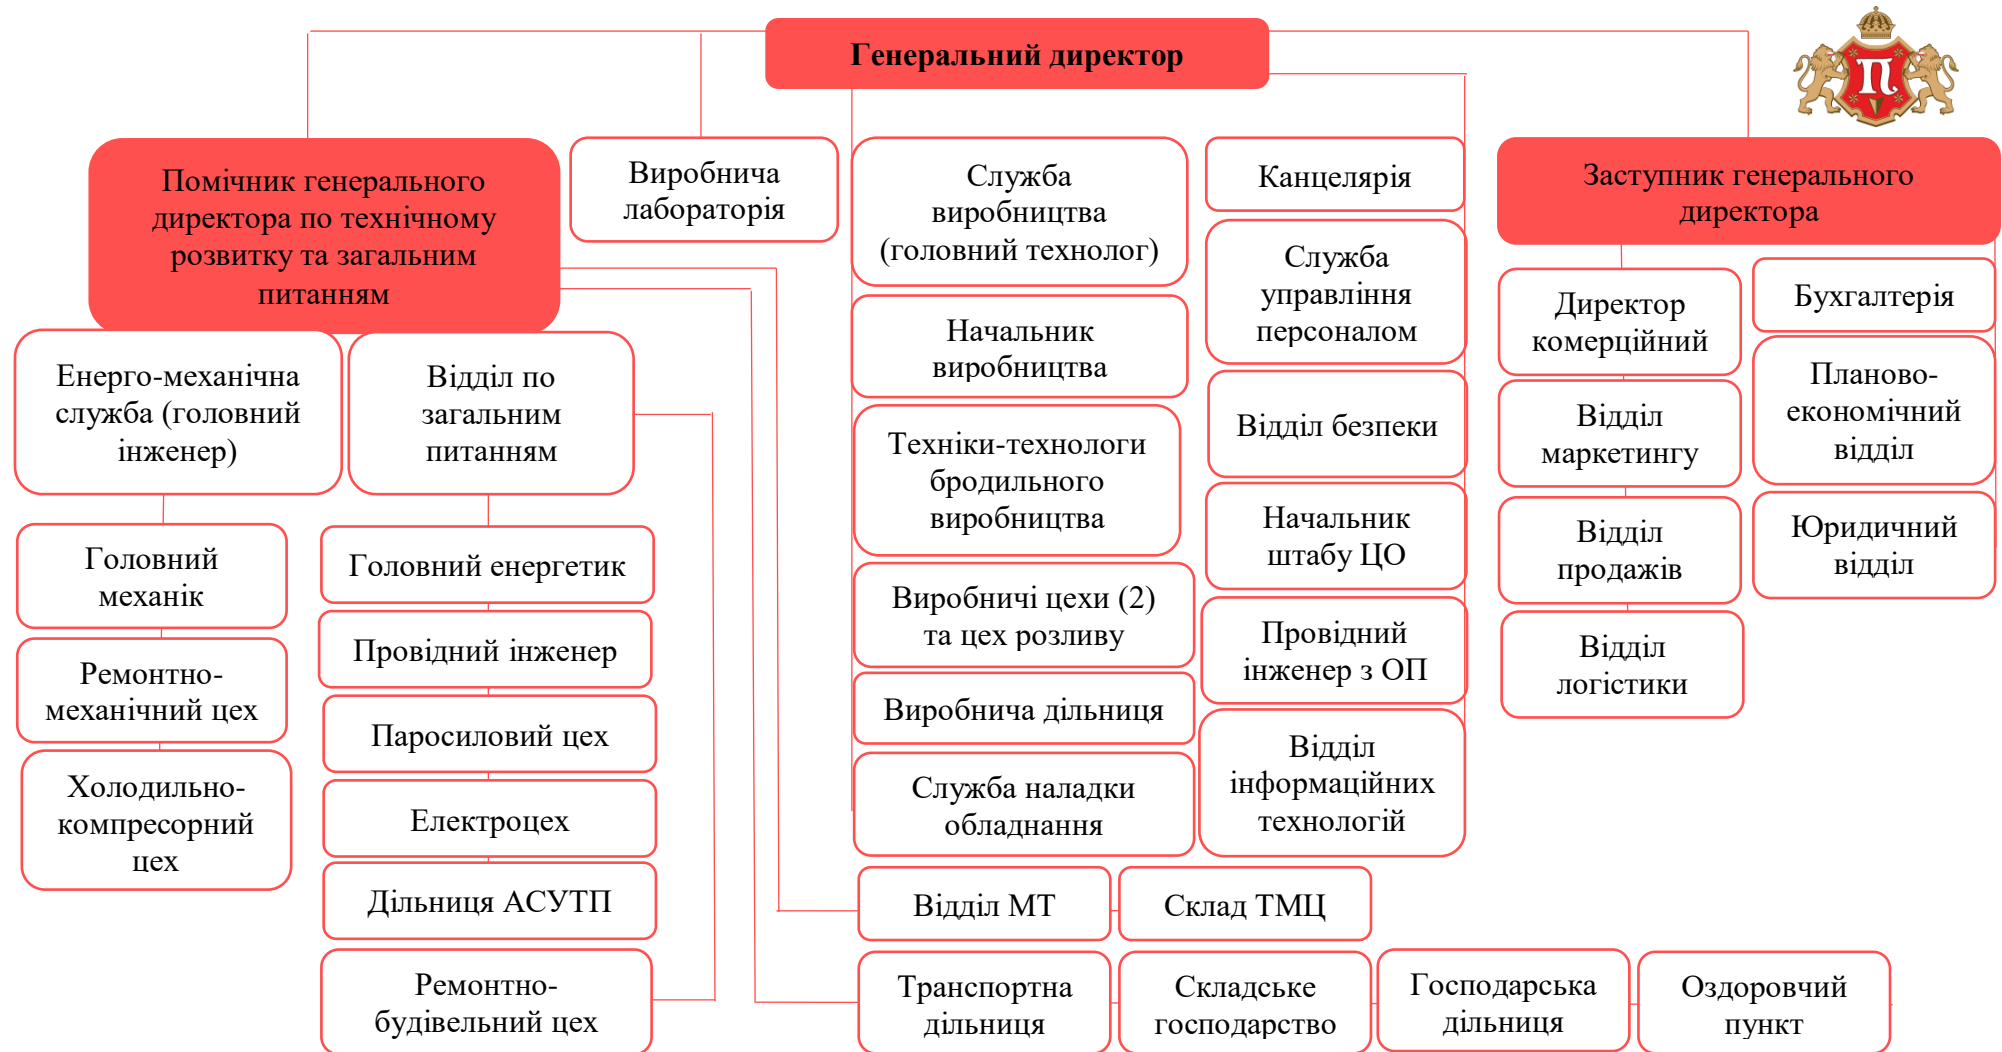 Генеральний директор
П
Помічник генерального
директора по технічному
розвитку та загальним
питанням
Виробнича
лабораторія
Служба
виробництва
(головний технолог)
Канцелярія
Заступник генерального
директора
Енерго-механічна
служба (головний
інженер)
Відділ по
загальним
питанням
Головний
механік
Ремонтно-
механічний цех
Холодильно-
компресорний
цех
Головний енергетик
Провідний інженер
Паросиловий цех
Електроцех
Дільниця АСУТП
Ремонтно-
будівельний цех
Начальник
виробництва
Техніки-технологи
бродильного
виробництва
Виробничі цехи (2)
та цех розливу
Виробнича дільниця
Служба наладки
обладнання
Служба
управління
персоналом
Відділ безпеки
Начальник
штабу ЦО
Провідний
інженер з ОП
Відділ
інформаційних
технологій
Директор
комерційний
Відділ
маркетингу
Відділ
продажів
Відділ
логістики
Бухгалтерія
Планово-
економічний
відділ
Юридичний
відділ
Відділ МТ
Склад ТМЦ
Транспортна
дільниця
Складське
господарство
Господарська
дільниця
Оздоровчий
пункт